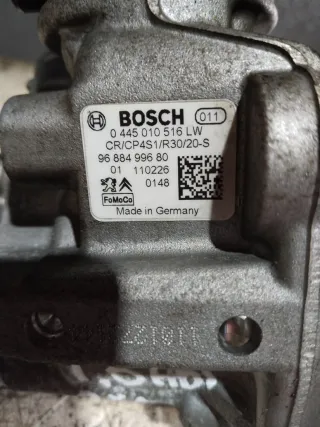 BOSCH 011
0 445 010 516 LW
CR/CP4S1/R30/20-S
96 884 996 80
01 110226
0148
FoMoCo
Made in Germany